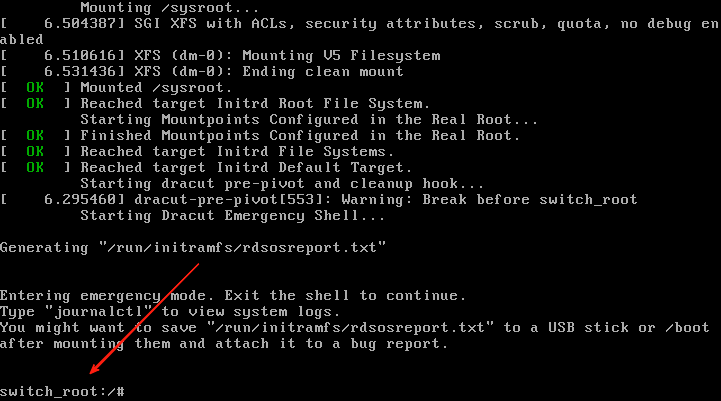 Mounting /sysroot...
[    6.504387] SGI XFS with ACLs, security attributes, scrub, quota, no debug en
abled
[    6.510616] XFS (dm-0): Mounting V5 Filesystem
[    6.531436] XFS (dm-0): Ending clean mount
[  OK  ] Mounted /sysroot.
[  OK  ] Reached target Initrd Root File System.
Starting Mountpoints Configured in the Real Root...
[  OK  ] Finished Mountpoints Configured in the Real Root.
[  OK  ] Reached target Initrd File Systems.
[  OK  ] Reached target Initrd Default Target.
Starting dracut pre-pivot and cleanup hook...
[    6.295460] dracut-pre-pivot[553]: Warning: Break before switch_root
Starting Dracut Emergency Shell...
Generating "/run/initramfs/rdsosreport.txt"
Entering emergency mode. Exit the shell to continue.
Type "journalctl" to view system logs.
You might want to save "/run/initramfs/rdsosreport.txt" to a USB stick or /boot
after mounting them and attach it to a bug report.
switch_root:/#